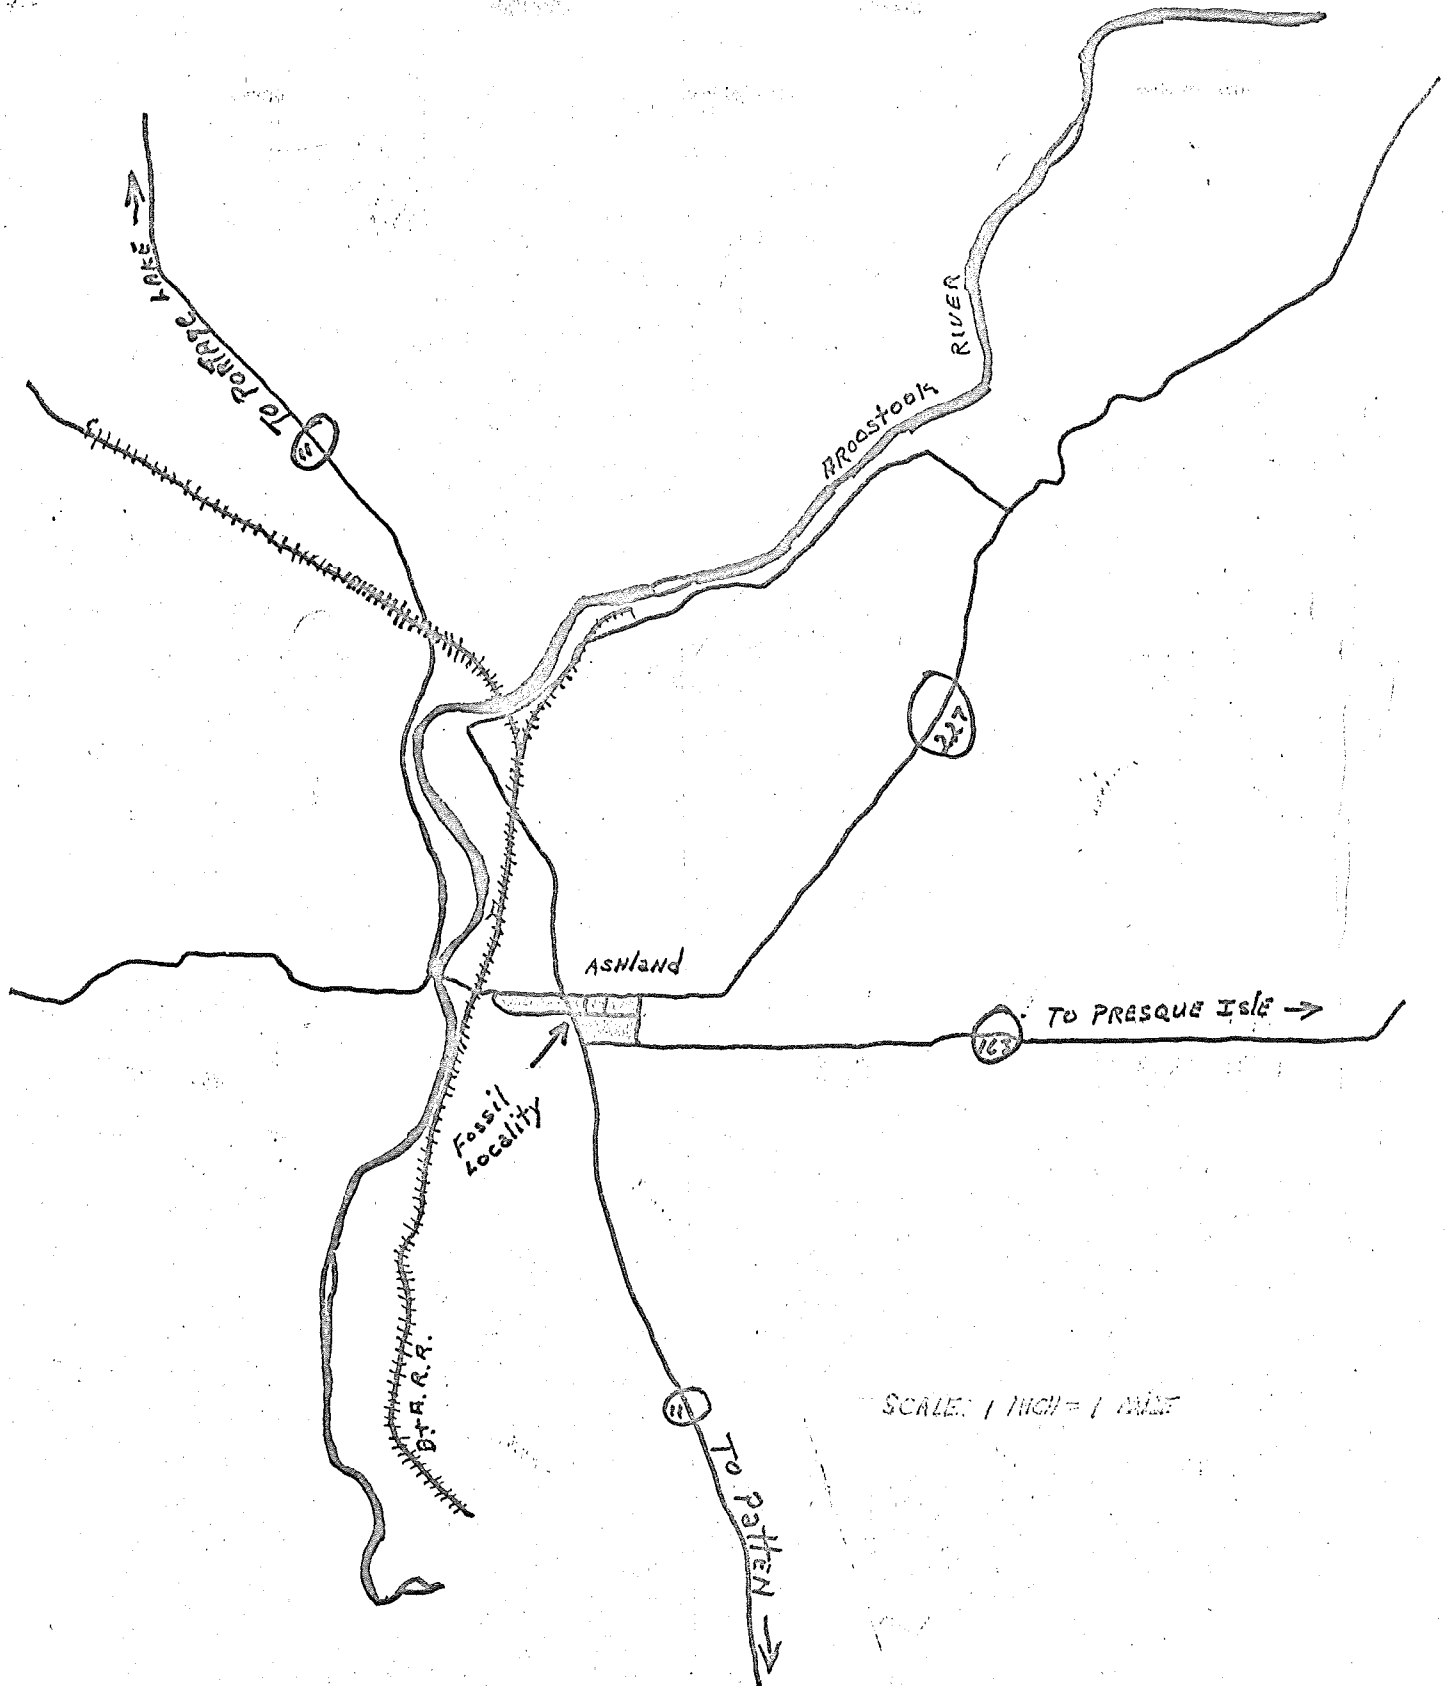 To PORTAGE LAKE →
11
AROOSTOOK
RIVER
227
ASHland
TO PRESQUE ISlE →
163
Fossil
Locality
B+A. R.R.
11
SCALE: 1 INCH = 1 MILE
To PattEN →